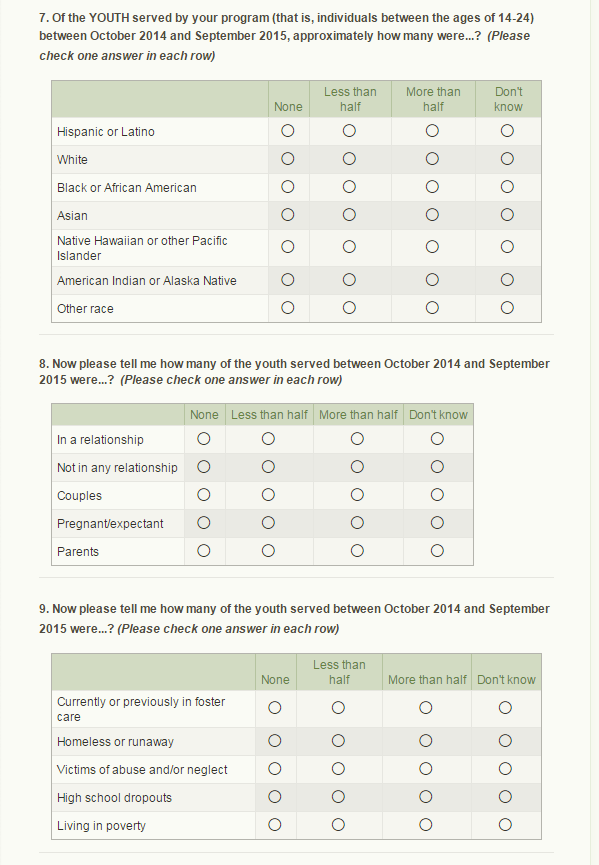 7. Of the YOUTH served by your program (that is, individuals between the ages of 14-24)
between October 2014 and September 2015, approximately how many were...? (Please
check one answer in each row)
None Less than half More than half Don't know
Hispanic or Latino
White
Black or African American
Asian
Native Hawaiian or other Pacific
Islander
American Indian or Alaska Native
Other race
8. Now please tell me how many of the youth served between October 2014 and September
2015 were...? (Please check one answer in each row)
None Less than half More than half Don't know
In a relationship
Not in any relationship
Couples
Pregnant/expectant
Parents
9. Now please tell me how many of the youth served between October 2014 and September
2015 were...? (Please check one answer in each row)
None Less than half More than half Don't know
Currently or previously in foster
care
Homeless or runaway
Victims of abuse and/or neglect
High school dropouts
Living in poverty